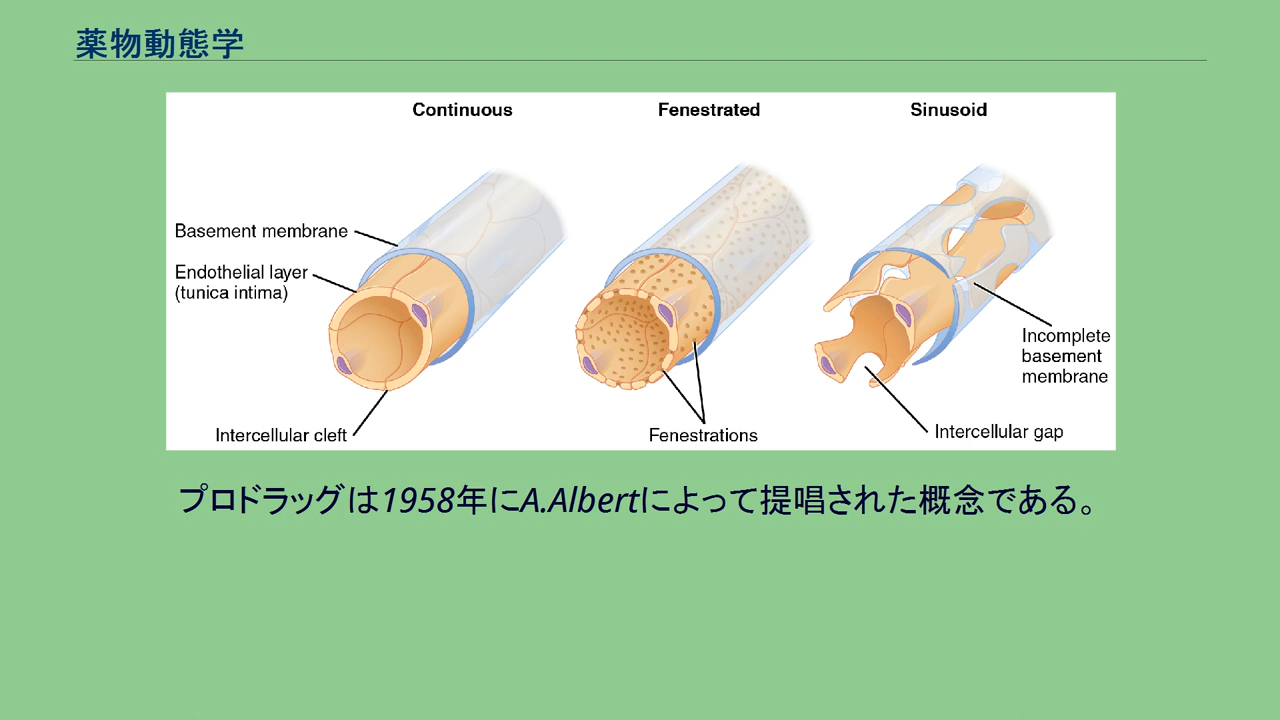 薬物動態学
Continuous
Fenestrated
Sinusoid
Basement membrane
Endothelial layer
(tunica intima)
Incomplete
basement
membrane
Intercellular cleft
Fenestrations
Intercellular gap
プロドラッグは1958年にA.Albertによって提唱された概念である。